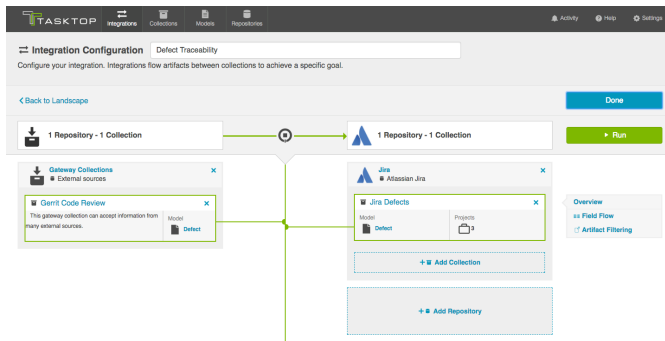 TASKTOP
Integrations
Collections
Models
Repositories
Activity
Help
Settings
Integration Configuration
Defect Traceability
Configure your integration. Integrations flow artifacts between collections to achieve a specific goal.
Back to Landscape
Done
1 Repository - 1 Collection
1 Repository - 1 Collection
Run
Gateway Collections
External sources
Gerrit Code Review
This gateway collection can accept information from
many external sources.
Model
Defect
Jira
Atlassian Jira
Jira Defects
Model
Defect
Projects
3
+ Add Collection
+ Add Repository
Overview
Field Flow
Artifact Filtering